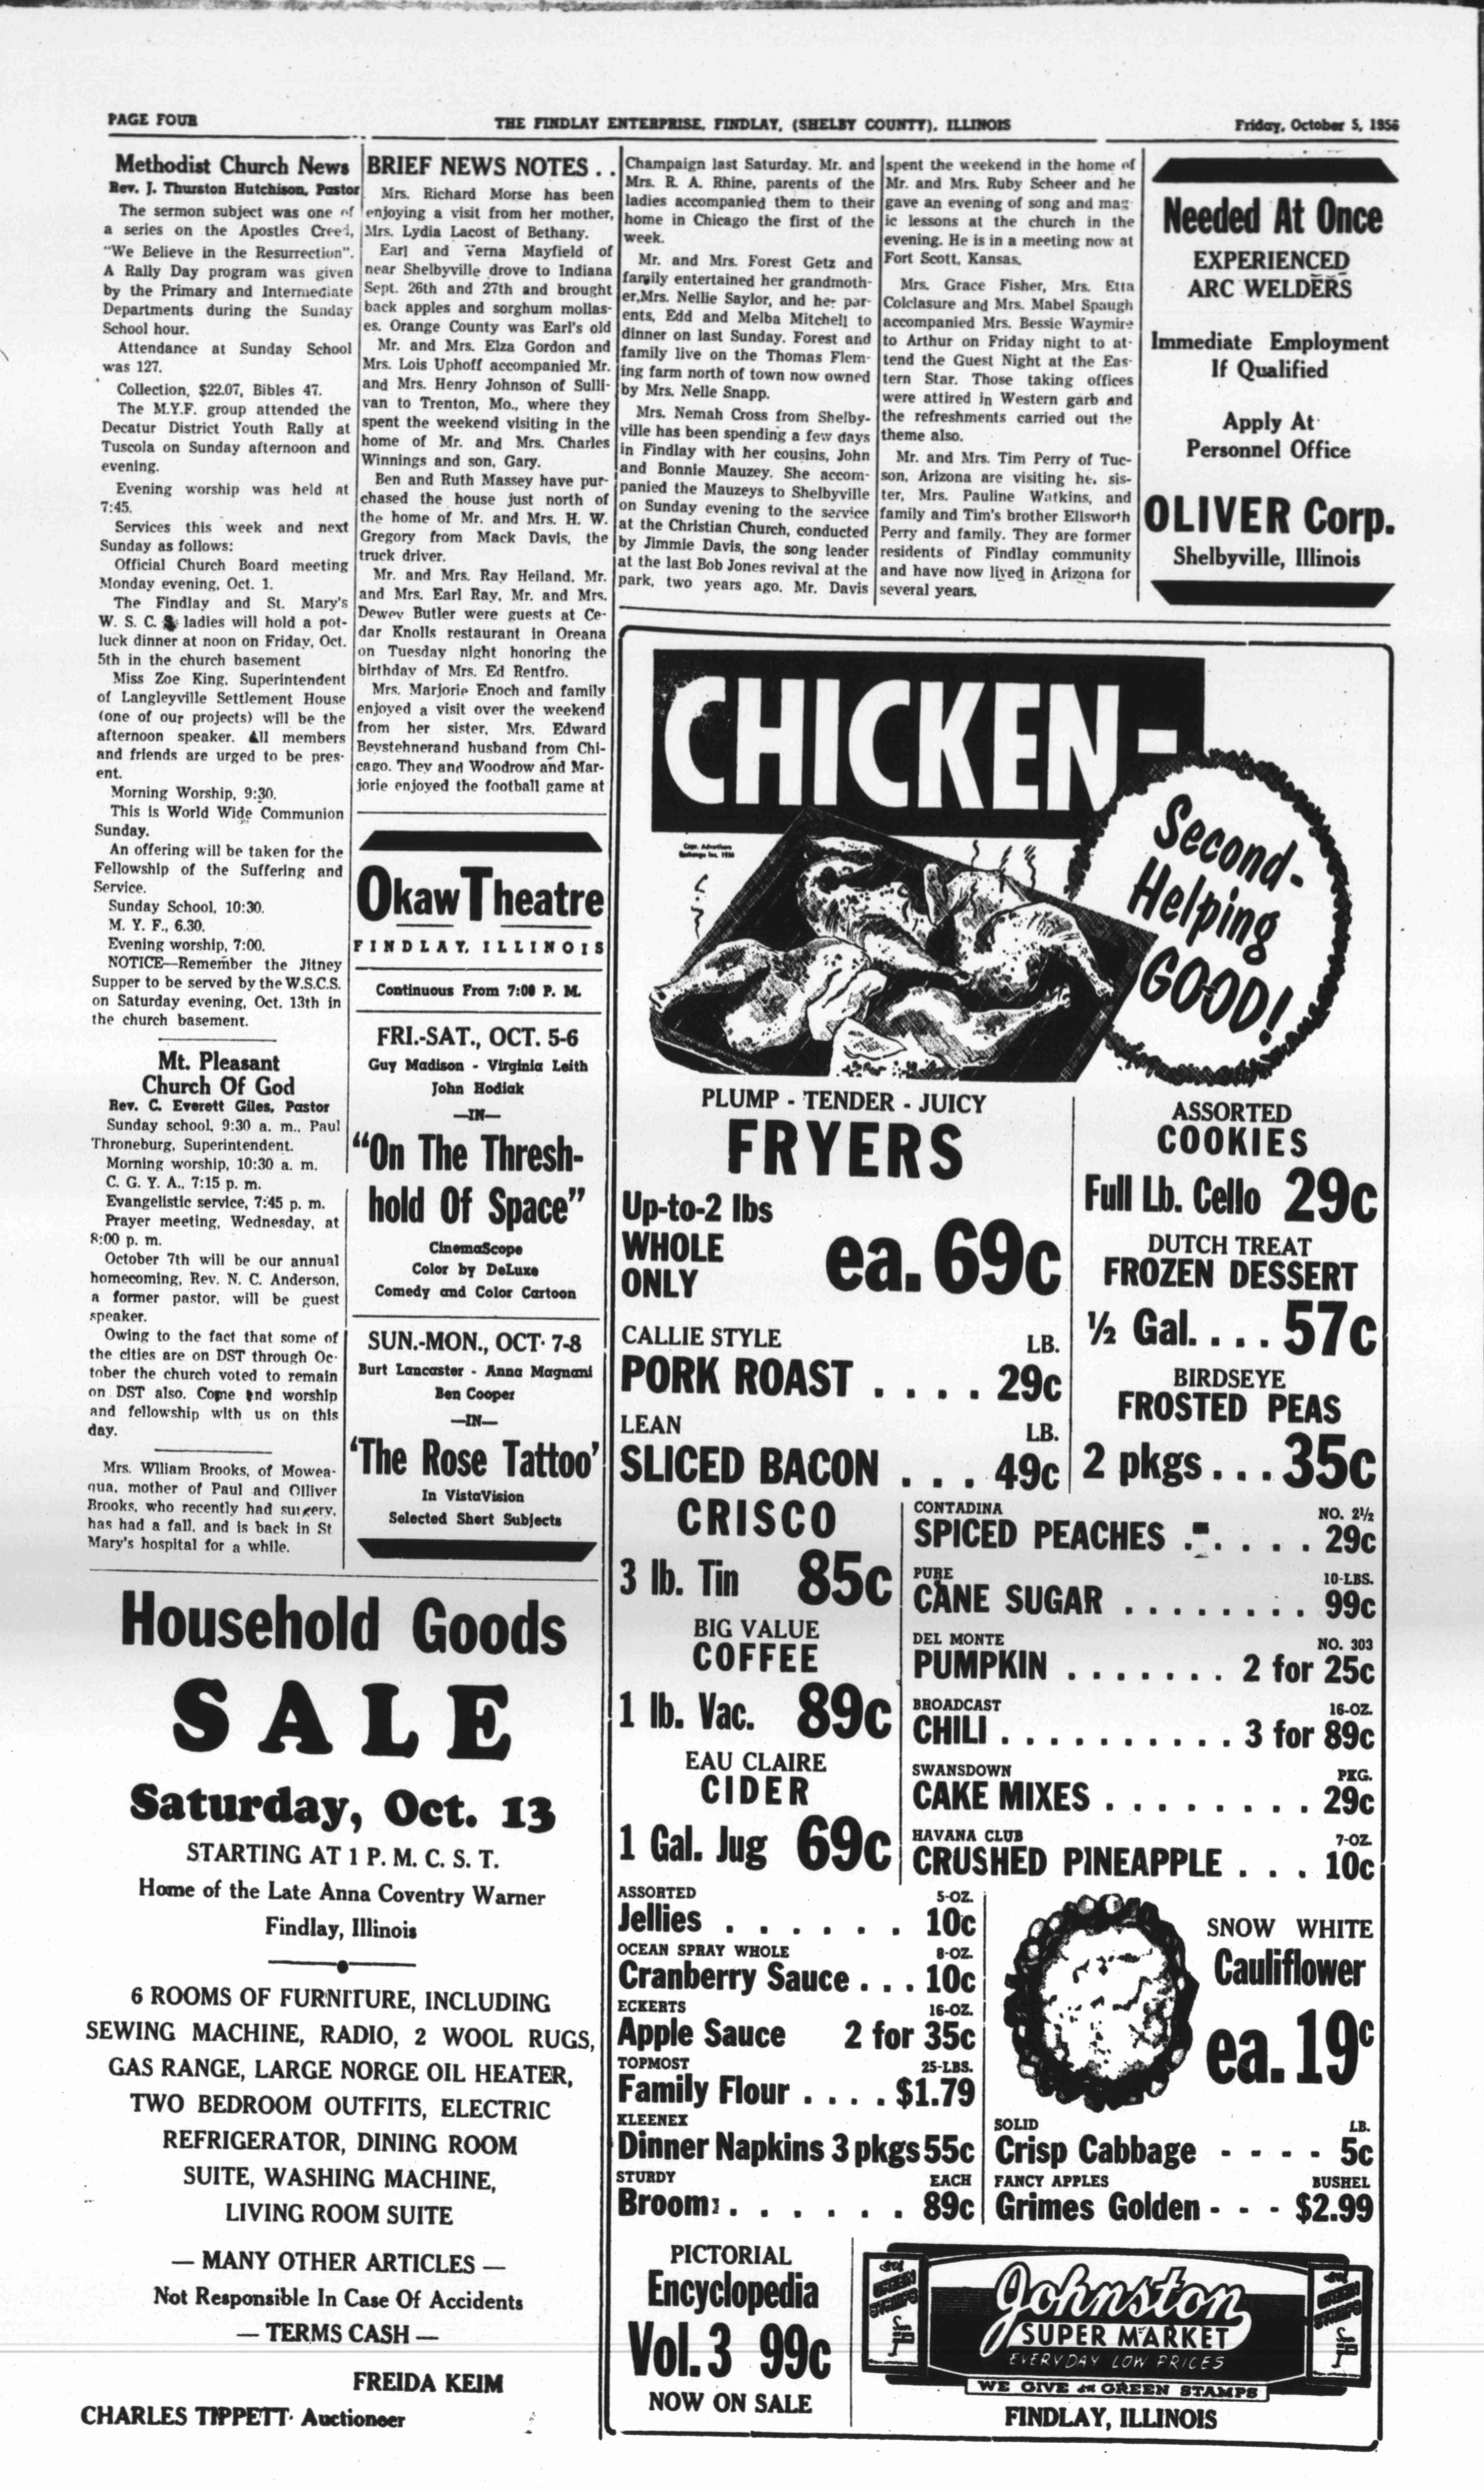 PAGE FOUR
THE FINDLAY ENTERPRISE, FINDLAY, (SHELBY COUNTY), ILLINOIS
Friday, October 5, 1956
Methodist Church News
Rev. J. Thurston Hutchison, Pastor
The sermon subject was one of
a series on the Apostles Creed,
"We Believe in the Resurrection".
A Rally Day program was given
by the Primary and Intermediate
Departments during the Sunday
School hour.
Attendance at Sunday School
was 127.
Collection, $22.07, Bibles 47.
The M.Y.F. group attended the
Decatur District Youth Rally at
Tuscola on Sunday afternoon and
evening.
Evening worship was held at
7:45.
Services this week and next
Sunday as follows:
Official Church Board meeting
Monday evening, Oct. 1.
The Findlay and St. Mary's
W. S. C. S. ladies will hold a pot-
luck dinner at noon on Friday, Oct.
5th in the church basement
Miss Zoe King, Superintendent
of Langleyville Settlement House
(one of our projects) will be the
afternoon speaker. All members
and friends are urged to be pres-
ent.
Morning Worship, 9:30.
This is World Wide Communion
Sunday.
An offering will be taken for the
Fellowship of the Suffering and
Service.
Sunday School, 10:30.
M. Y. F., 6.30.
Evening worship, 7:00.
NOTICE—Remember the Jitney
Supper to be served by the W.S.C.S.
on Saturday evening, Oct. 13th in
the church basement.
Mt. Pleasant
Church Of God
Rev. C. Everett Giles, Pastor
Sunday school, 9:30 a. m., Paul
Throneburg, Superintendent.
Morning worship, 10:30 a. m.
C. G. Y. A., 7:15 p. m.
Evangelistic service, 7:45 p. m.
Prayer meeting, Wednesday, at
8:00 p. m.
October 7th will be our annual
homecoming, Rev. N. C. Anderson,
a former pastor, will be guest
speaker.
Owing to the fact that some of
the cities are on DST through Oc-
tober the church voted to remain
on DST also. Come and worship
and fellowship with us on this
day.
Mrs. Wlliam Brooks, of Mowea-
qua, mother of Paul and Olliver
Brooks, who recently had surgery,
has had a fall, and is back in St
Mary's hospital for a while.
BRIEF NEWS NOTES . .
Mrs. Richard Morse has been
enjoying a visit from her mother,
Mrs. Lydia Lacost of Bethany.
Earl and Verna Mayfield of
near Shelbyville drove to Indiana
Sept. 26th and 27th and brought
back apples and sorghum mollas-
es. Orange County was Earl's old
Mr. and Mrs. Elza Gordon and
Mrs. Lois Uphoff accompanied Mr.
and Mrs. Henry Johnson of Sulli-
van to Trenton, Mo., where they
spent the weekend visiting in the
home of Mr. and Mrs. Charles
Winnings and son, Gary.
Ben and Ruth Massey have pur-
chased the house just north of
the home of Mr. and Mrs. H. W.
Gregory from Mack Davis, the
truck driver.
Mr. and Mrs. Ray Heiland, Mr.
and Mrs. Earl Ray, Mr. and Mrs.
Dewey Butler were guests at Ce-
dar Knolls restaurant in Oreana
on Tuesday night honoring the
birthday of Mrs. Ed Rentfro.
Mrs. Marjorie Enoch and family
enjoyed a visit over the weekend
from her sister, Mrs. Edward
Beystehnerand husband from Chi-
cago. They and Woodrow and Mar-
jorie enjoyed the football game at
Champaign last Saturday. Mr. and
Mrs. R. A. Rhine, parents of the
ladies accompanied them to their
home in Chicago the first of the
week.
Mr. and Mrs. Forest Getz and
family entertained her grandmoth-
er,Mrs. Nellie Saylor, and her par-
ents, Edd and Melba Mitchell to
dinner on last Sunday. Forest and
family live on the Thomas Flem-
ing farm north of town now owned
by Mrs. Nelle Snapp.
Mrs. Nemah Cross from Shelby-
ville has been spending a few days
in Findlay with her cousins, John
and Bonnie Mauzey. She accom-
panied the Mauzeys to Shelbyville
on Sunday evening to the service
at the Christian Church, conducted
by Jimmie Davis, the song leader
at the last Bob Jones revival at the
park, two years ago. Mr. Davis
spent the weekend in the home of
Mr. and Mrs. Ruby Scheer and he
gave an evening of song and mag-
ic lessons at the church in the
evening. He is in a meeting now at
Fort Scott, Kansas.
Mrs. Grace Fisher, Mrs. Etta
Colclasure and Mrs. Mabel Spaugh
accompanied Mrs. Bessie Waymire
to Arthur on Friday night to at-
tend the Guest Night at the Eas-
tern Star. Those taking offices
were attired in Western garb and
the refreshments carried out the
theme also.
Mr. and Mrs. Tim Perry of Tuc-
son, Arizona are visiting his sis-
ter, Mrs. Pauline Watkins, and
family and Tim's brother Ellsworth
Perry and family. They are former
residents of Findlay community
and have now lived in Arizona for
several years.
Needed At Once
EXPERIENCED
ARC WELDERS
Immediate Employment
If Qualified
Apply At
Personnel Office
OLIVER Corp.
Shelbyville, Illinois
Okaw Theatre
FINDLAY, ILLINOIS
Continuous From 7:00 P. M.
FRI.-SAT., OCT. 5-6
Guy Madison - Virginia Leith
John Hodiak
—IN—
"On The Thresh-
hold Of Space"
CinemaScope
Color by DeLuxe
Comedy and Color Cartoon
SUN.-MON., OCT. 7-8
Burt Lancaster - Anna Magnani
Ben Cooper
—IN—
'The Rose Tattoo'
In VistaVision
Selected Short Subjects
Household Goods
SALE
Saturday, Oct. 13
STARTING AT 1 P. M. C. S. T.
Home of the Late Anna Coventry Warner
Findlay, Illinois
6 ROOMS OF FURNITURE, INCLUDING
SEWING MACHINE, RADIO, 2 WOOL RUGS,
GAS RANGE, LARGE NORGE OIL HEATER,
TWO BEDROOM OUTFITS, ELECTRIC
REFRIGERATOR, DINING ROOM
SUITE, WASHING MACHINE,
LIVING ROOM SUITE
— MANY OTHER ARTICLES —
Not Responsible In Case Of Accidents
— TERMS CASH —
FREIDA KEIM
CHARLES TIPPETT Auctioneer
CHICKEN-
Second-
Helping
GOOD!
Copr. Advertisers
Exchange Inc. 1956
PLUMP - TENDER - JUICY
FRYERS
Up-to-2 lbs
WHOLE
ONLY
ea. 69c
CALLIE STYLE LB.
PORK ROAST . . . . 29c
LEAN LB.
SLICED BACON . . . 49c
ASSORTED
COOKIES
Full Lb. Cello 29c
DUTCH TREAT
FROZEN DESSERT
½ Gal. . . . 57c
BIRDSEYE
FROSTED PEAS
2 pkgs . . . 35c
CRISCO
3 lb. Tin 85c
BIG VALUE
COFFEE
1 lb. Vac. 89c
EAU CLAIRE
CIDER
1 Gal. Jug 69c
CONTADINA NO. 2½
SPICED PEACHES . . . . . 29c
PURE 10-LBS.
CANE SUGAR . . . . . . . . 99c
DEL MONTE NO. 303
PUMPKIN . . . . . . . 2 for 25c
BROADCAST 16-OZ.
CHILI . . . . . . . . . . 3 for 89c
SWANSDOWN PKG.
CAKE MIXES . . . . . . . . 29c
HAVANA CLUB 7-OZ.
CRUSHED PINEAPPLE . . . 10c
ASSORTED 5-OZ.
Jellies . . . . . . 10c
OCEAN SPRAY WHOLE 8-OZ.
Cranberry Sauce . . . 10c
ECKERTS 16-OZ.
Apple Sauce 2 for 35c
TOPMOST 25-LBS.
Family Flour . . . . $1.79
KLEENEX
Dinner Napkins 3 pkgs 55c
STURDY EACH
Brooms . . . . . . 89c
SNOW WHITE
Cauliflower
ea. 19c
SOLID LB.
Crisp Cabbage - - - - 5c
FANCY APPLES BUSHEL
Grimes Golden - - - $2.99
PICTORIAL
Encyclopedia
Vol. 3 99c
NOW ON SALE
Johnston
SUPER MARKET
EVERYDAY LOW PRICES
WE GIVE S&H GREEN STAMPS
FINDLAY, ILLINOIS